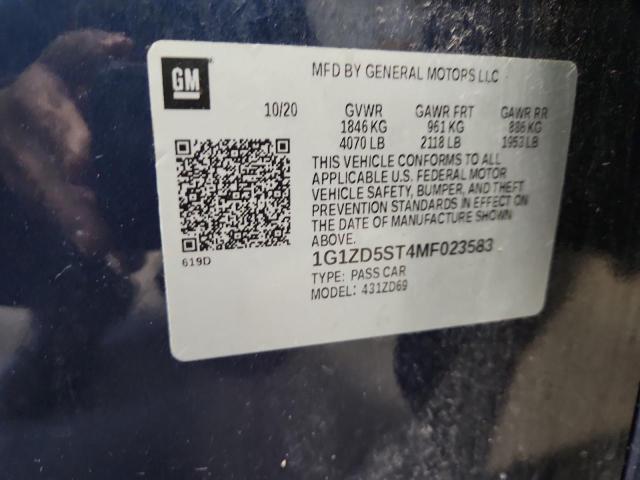 GM
MFD BY GENERAL MOTORS LLC
10/20 GVWR GAWR FRT GAWR RR
1846 KG 961 KG 886 KG
4070 LB 2118 LB 1953 LB
THIS VEHICLE CONFORMS TO ALL
APPLICABLE U.S. FEDERAL MOTOR
VEHICLE SAFETY, BUMPER, AND THEFT
PREVENTION STANDARDS IN EFFECT ON
THE DATE OF MANUFACTURE SHOWN
ABOVE.
619D
1G1ZD5ST4MF023583
TYPE: PASS CAR
MODEL: 431ZD69